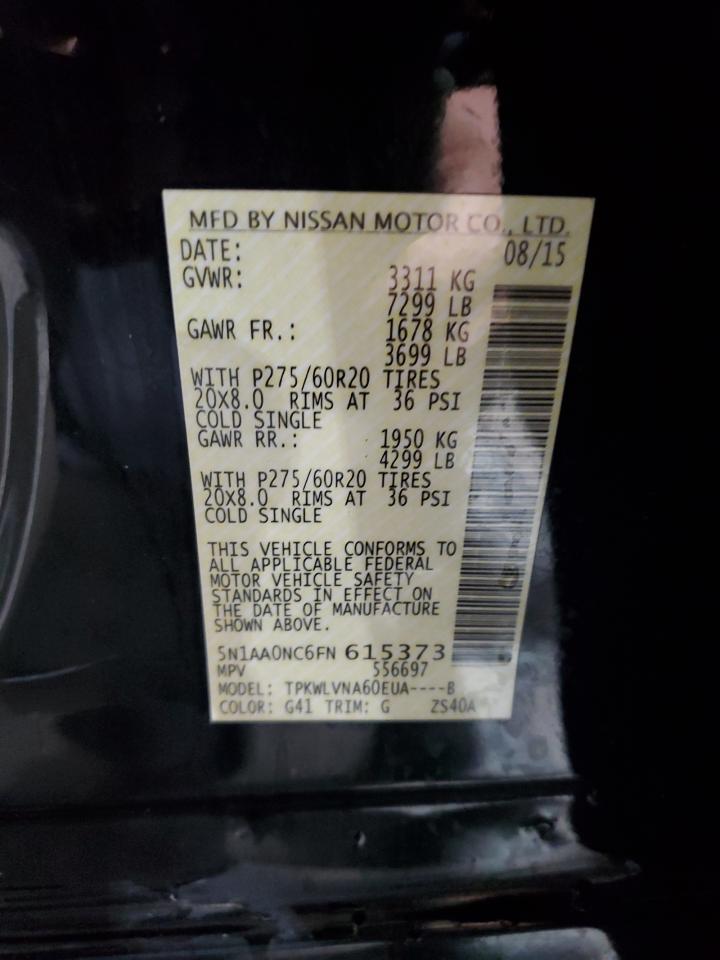 MFD BY NISSAN MOTOR CO., LTD.
DATE: 08/15
GVWR: 3311 KG
7299 LB
GAWR FR.: 1678 KG
3699 LB
WITH P275/60R20 TIRES
20X8.0 RIMS AT 36 PSI
COLD SINGLE
GAWR RR.: 1950 KG
4299 LB
WITH P275/60R20 TIRES
20X8.0 RIMS AT 36 PSI
COLD SINGLE
THIS VEHICLE CONFORMS TO
ALL APPLICABLE FEDERAL
MOTOR VEHICLE SAFETY
STANDARDS IN EFFECT ON
THE DATE OF MANUFACTURE
SHOWN ABOVE.
5N1AA0NC6FN 615373
MPV 556697
MODEL: TPKWLVNA60EUA----B
COLOR: G41 TRIM: G ZS40A